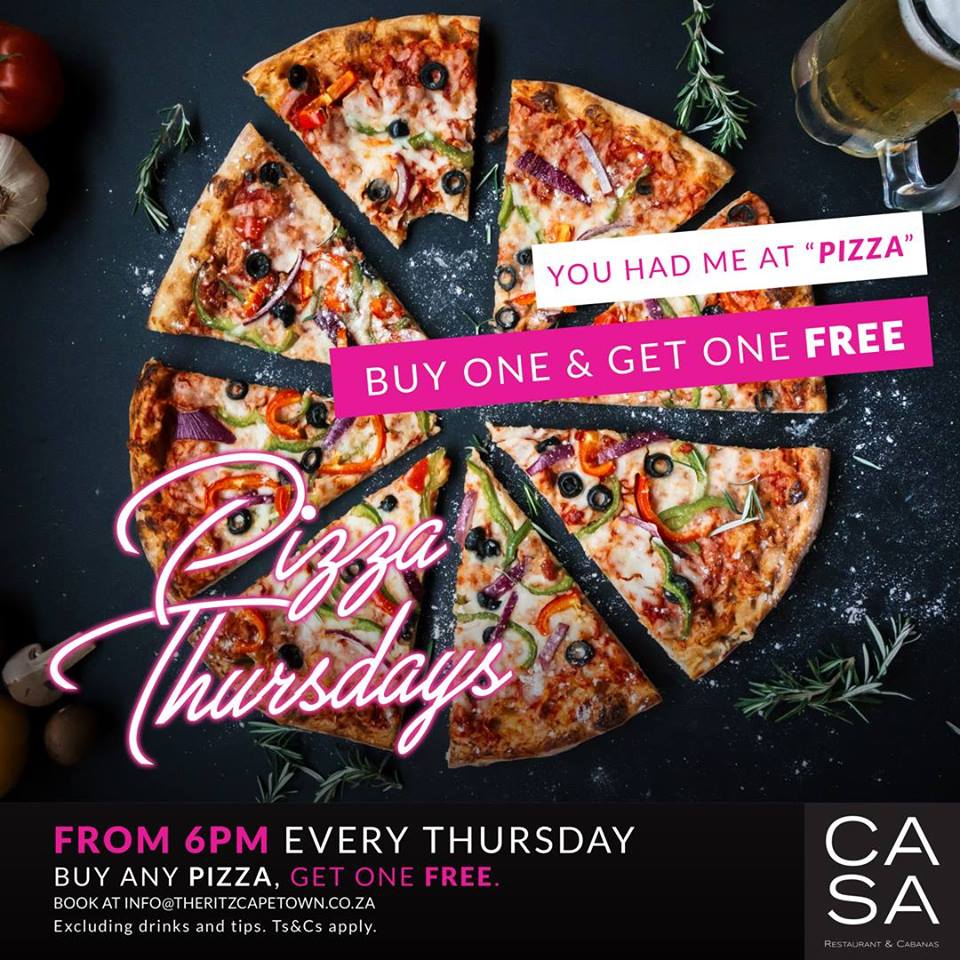 YOU HAD ME AT “PIZZA”
BUY ONE & GET ONE FREE
Pizza
Thursdays
FROM 6PM EVERY THURSDAY
BUY ANY PIZZA, GET ONE FREE.
BOOK AT INFO@THERITZCAPETOWN.CO.ZA
Excluding drinks and tips. Ts&Cs apply.
CA
SA
RESTAURANT & CABANAS